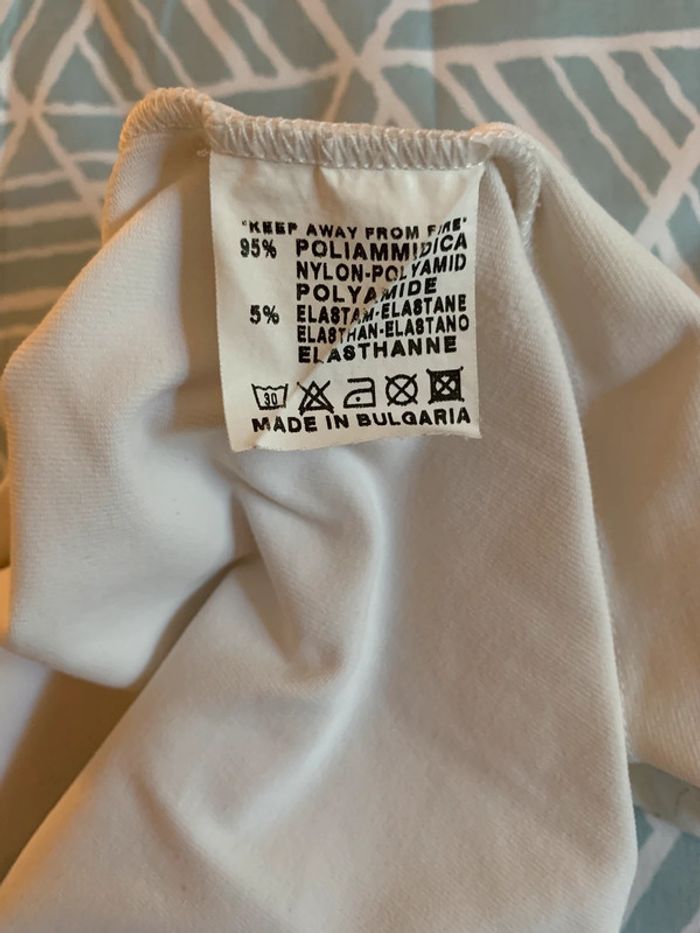 "KEEP AWAY FROM FIRE"
95% POLIAMMIDICA
NYLON-POLYAMID
POLYAMIDE
5% ELASTAM-ELASTANE
ELASTHAN-ELASTANO
ELASTHANNE
30
MADE IN BULGARIA